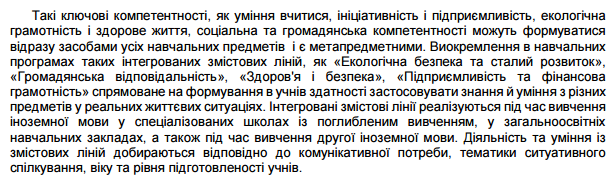 Такі ключові компетентності, як уміння вчитися, ініціативність і підприємливість, екологічна
грамотність і здорове життя, соціальна та громадянська компетентності можуть формуватися
відразу засобами усіх навчальних предметів і є метапредметними. Виокремлення в навчальних
програмах таких інтегрованих змістових ліній, як «Екологічна безпека та сталий розвиток»,
«Громадянська відповідальність», «Здоров'я і безпека», «Підприємливість та фінансова
грамотність» спрямоване на формування в учнів здатності застосовувати знання й уміння з різних
предметів у реальних життєвих ситуаціях. Інтегровані змістові лінії реалізуються під час вивчення
іноземної мови у спеціалізованих школах із поглибленим вивченням, у загальноосвітніх
навчальних закладах, а також під час вивчення другої іноземної мови. Діяльність та уміння із
змістових ліній добираються відповідно до комунікативної потреби, тематики ситуативного
спілкування, віку та рівня підготовленості учнів.